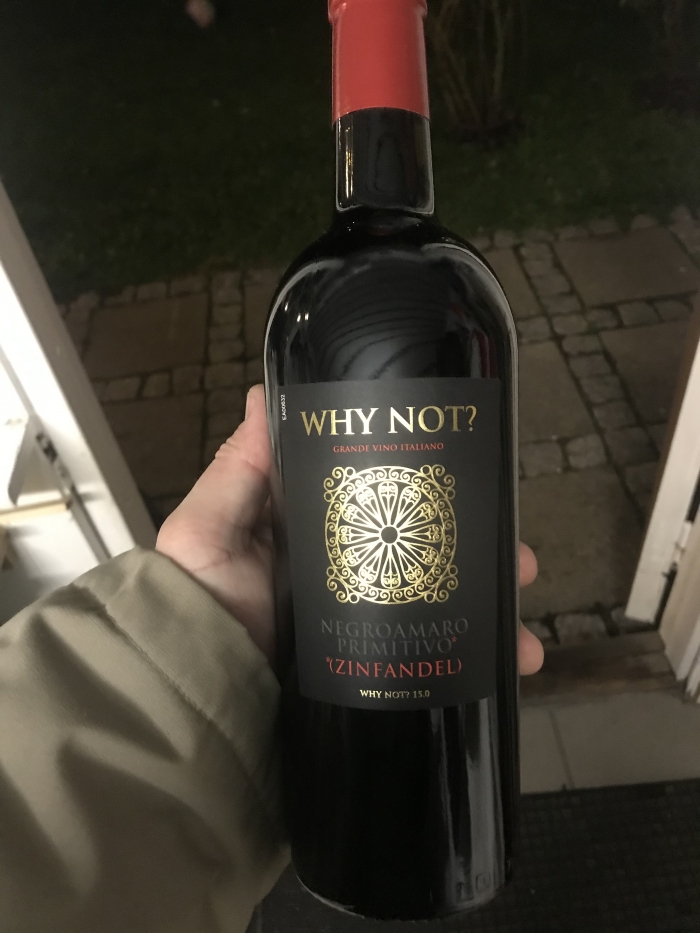 WHY NOT?
GRANDE VINO ITALIANO
NEGROAMARO
PRIMITIVO*
*(ZINFANDEL)
WHY NOT? 15.0